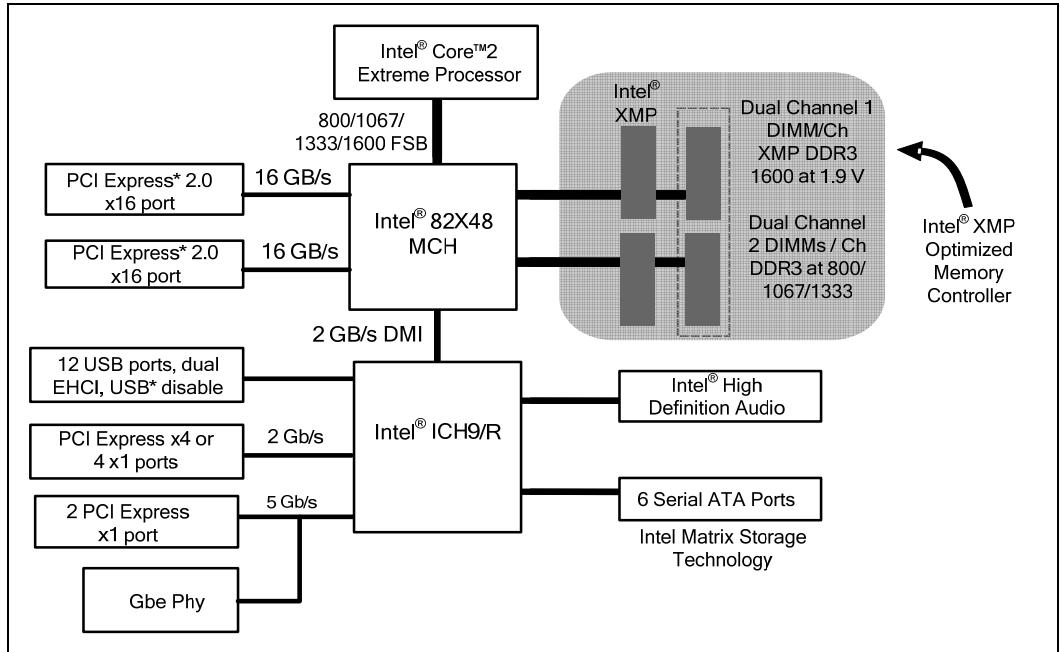 Intel® Core™2
Extreme Processor
800/1067/
1333/1600 FSB
PCI Express* 2.0
x16 port
16 GB/s
PCI Express* 2.0
x16 port
16 GB/s
Intel® 82X48
MCH
Intel®
XMP
Dual Channel 1
DIMM/Ch
XMP DDR3
1600 at 1.9 V
Dual Channel
2 DIMMs / Ch
DDR3 at 800/
1067/1333
Intel® XMP
Optimized
Memory
Controller
2 GB/s DMI
12 USB ports, dual
EHCI, USB* disable
PCI Express x4 or
4 x1 ports
2 Gb/s
2 PCI Express
x1 port
5 Gb/s
Gbe Phy
Intel® ICH9/R
Intel® High
Definition Audio
6 Serial ATA Ports
Intel Matrix Storage
Technology